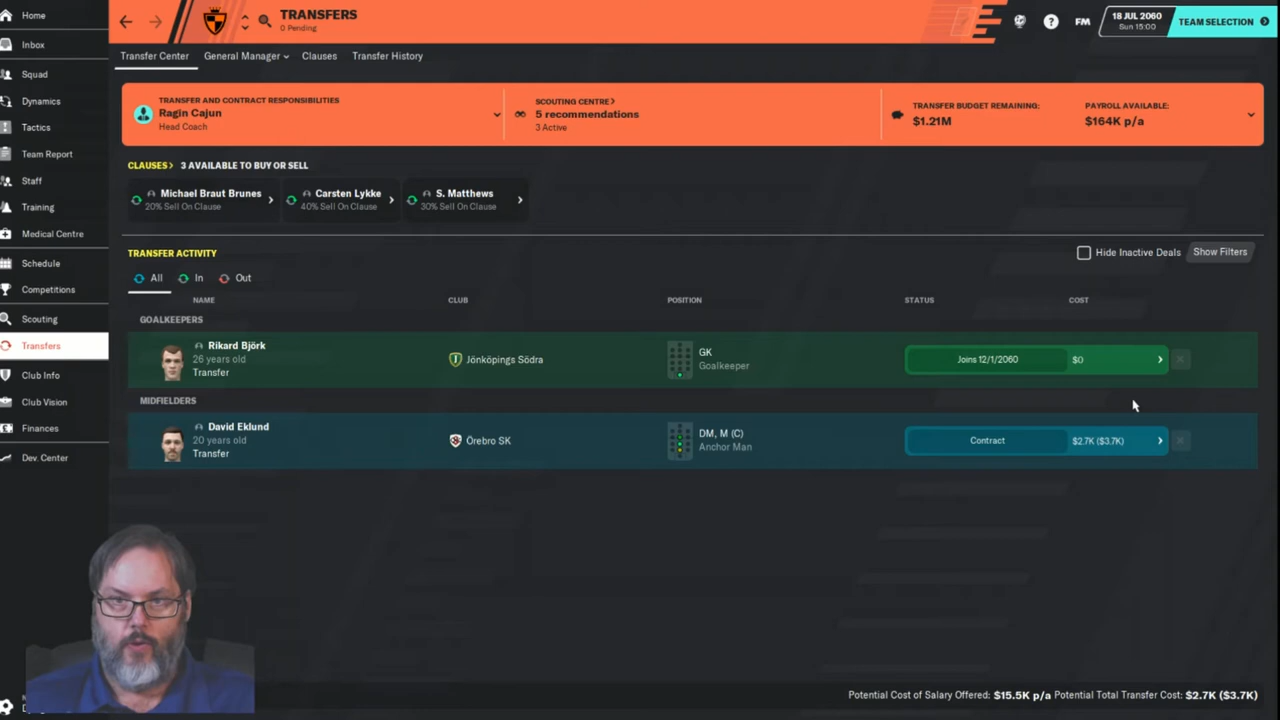 Home
Inbox
Squad
Dynamics
Tactics
Team Report
Staff
Training
Medical Centre
Schedule
Competitions
Scouting
Transfers
Club Info
Club Vision
Finances
Dev. Center
TRANSFERS
0 Pending
FM
18 JUL 2060
Sun 15:00
TEAM SELECTION
Transfer Center
General Manager
Clauses
Transfer History
TRANSFER AND CONTRACT RESPONSIBILITIES
Ragin Cajun
Head Coach
SCOUTING CENTRE >
5 recommendations
3 Active
TRANSFER BUDGET REMAINING:
$1.21M
PAYROLL AVAILABLE:
$164K p/a
CLAUSES > 3 AVAILABLE TO BUY OR SELL
Michael Braut Brunes
20% Sell On Clause
Carsten Lykke
40% Sell On Clause
S. Matthews
30% Sell On Clause
TRANSFER ACTIVITY
Hide Inactive Deals
Show Filters
All
In
Out
NAME
CLUB
POSITION
STATUS
COST
GOALKEEPERS
Rikard Björk
26 years old
Transfer
Jönköpings Södra
GK
Goalkeeper
Joins 12/1/2060
$0
MIDFIELDERS
David Eklund
20 years old
Transfer
Örebro SK
DM, M (C)
Anchor Man
Contract
$2.7K ($3.7K)
Potential Cost of Salary Offered: $15.5K p/a Potential Total Transfer Cost: $2.7K ($3.7K)